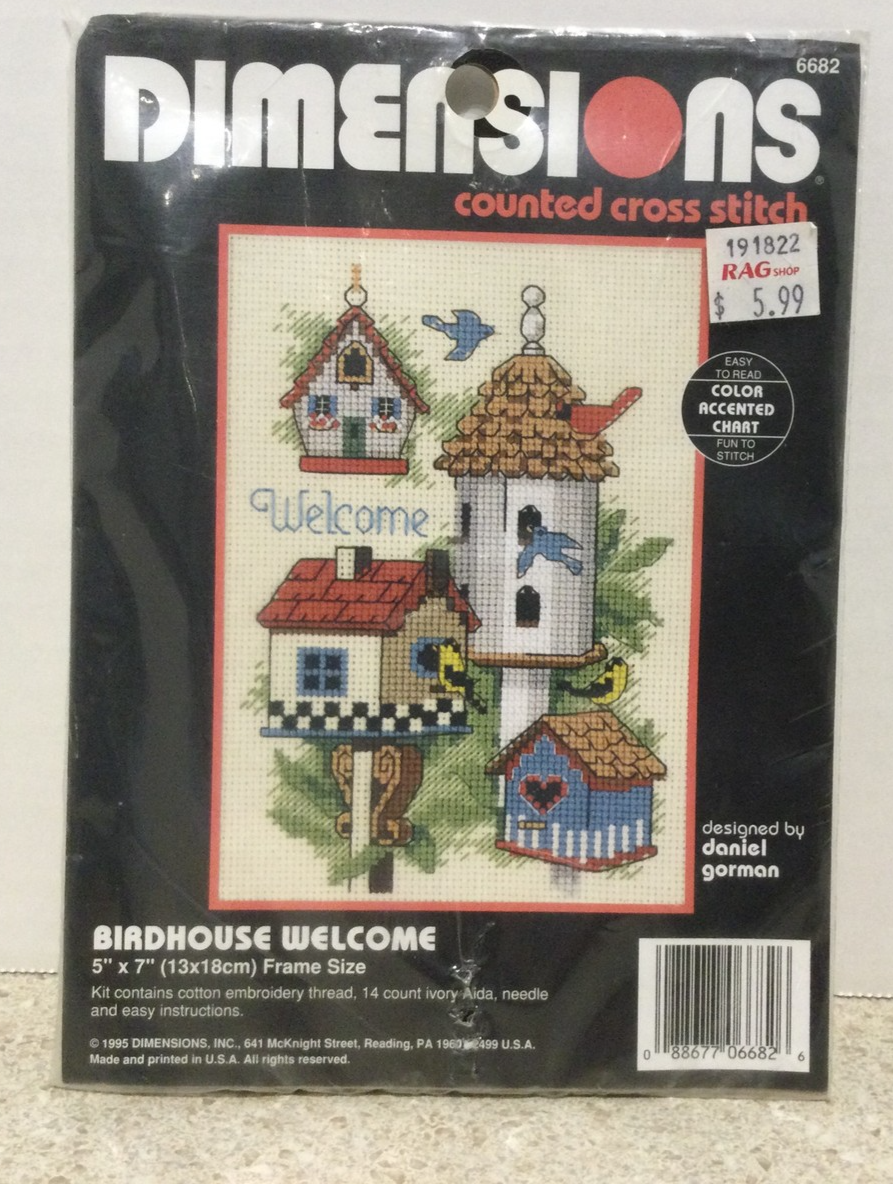 6682
DIMENSIONS®
counted cross stitch
191822
RAG SHOP
$ 5.99
EASY
TO READ
COLOR
ACCENTED
CHART
FUN TO
STITCH
Welcome
designed by
daniel
gorman
BIRDHOUSE WELCOME
5" x 7" (13x18cm) Frame Size
Kit contains cotton embroidery thread, 14 count ivory Aida, needle
and easy instructions.
© 1995 DIMENSIONS, INC., 641 McKnight Street, Reading, PA U.S.A.
Made and printed in U.S.A. All rights reserved.
0 88677 06682 6